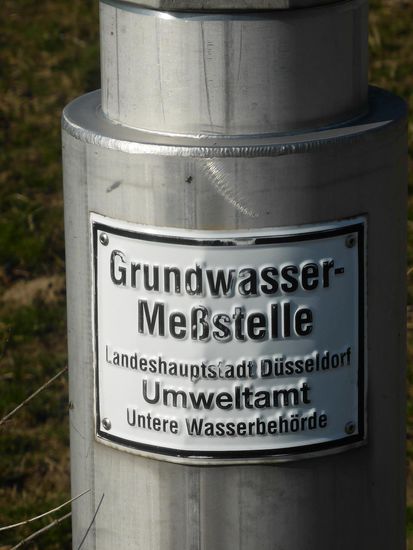 Grundwasser-
Meßstelle
Landeshauptstadt Düsseldorf
Umweltamt
Untere Wasserbehörde